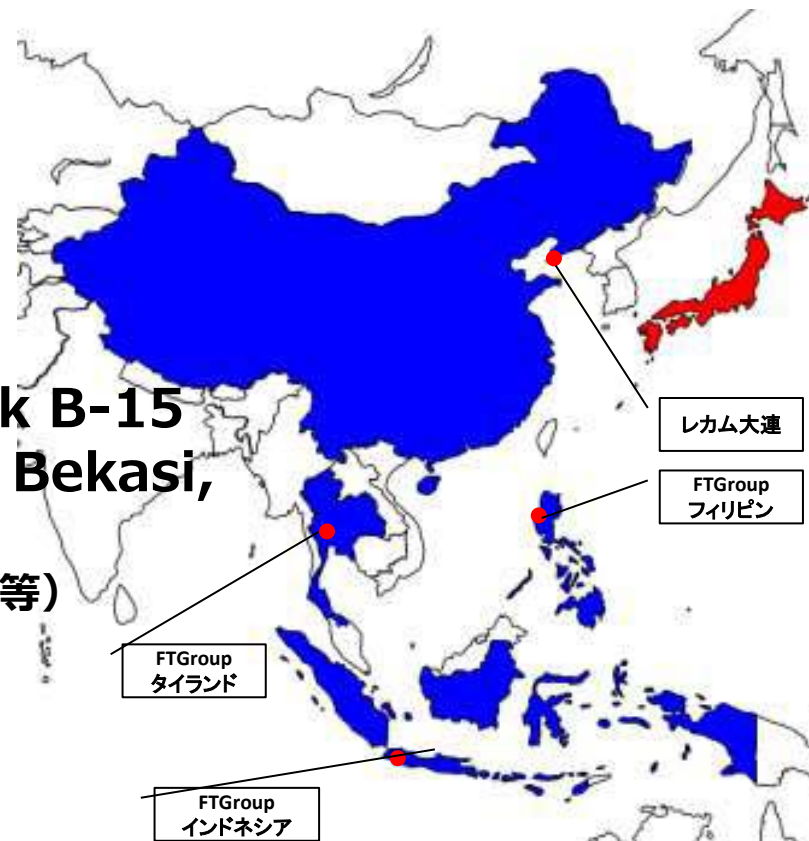 k B-15
Bekasi,
等）
レカム大連
FTGroup
フィリピン
FTGroup
タイランド
FTGroup
インドネシア